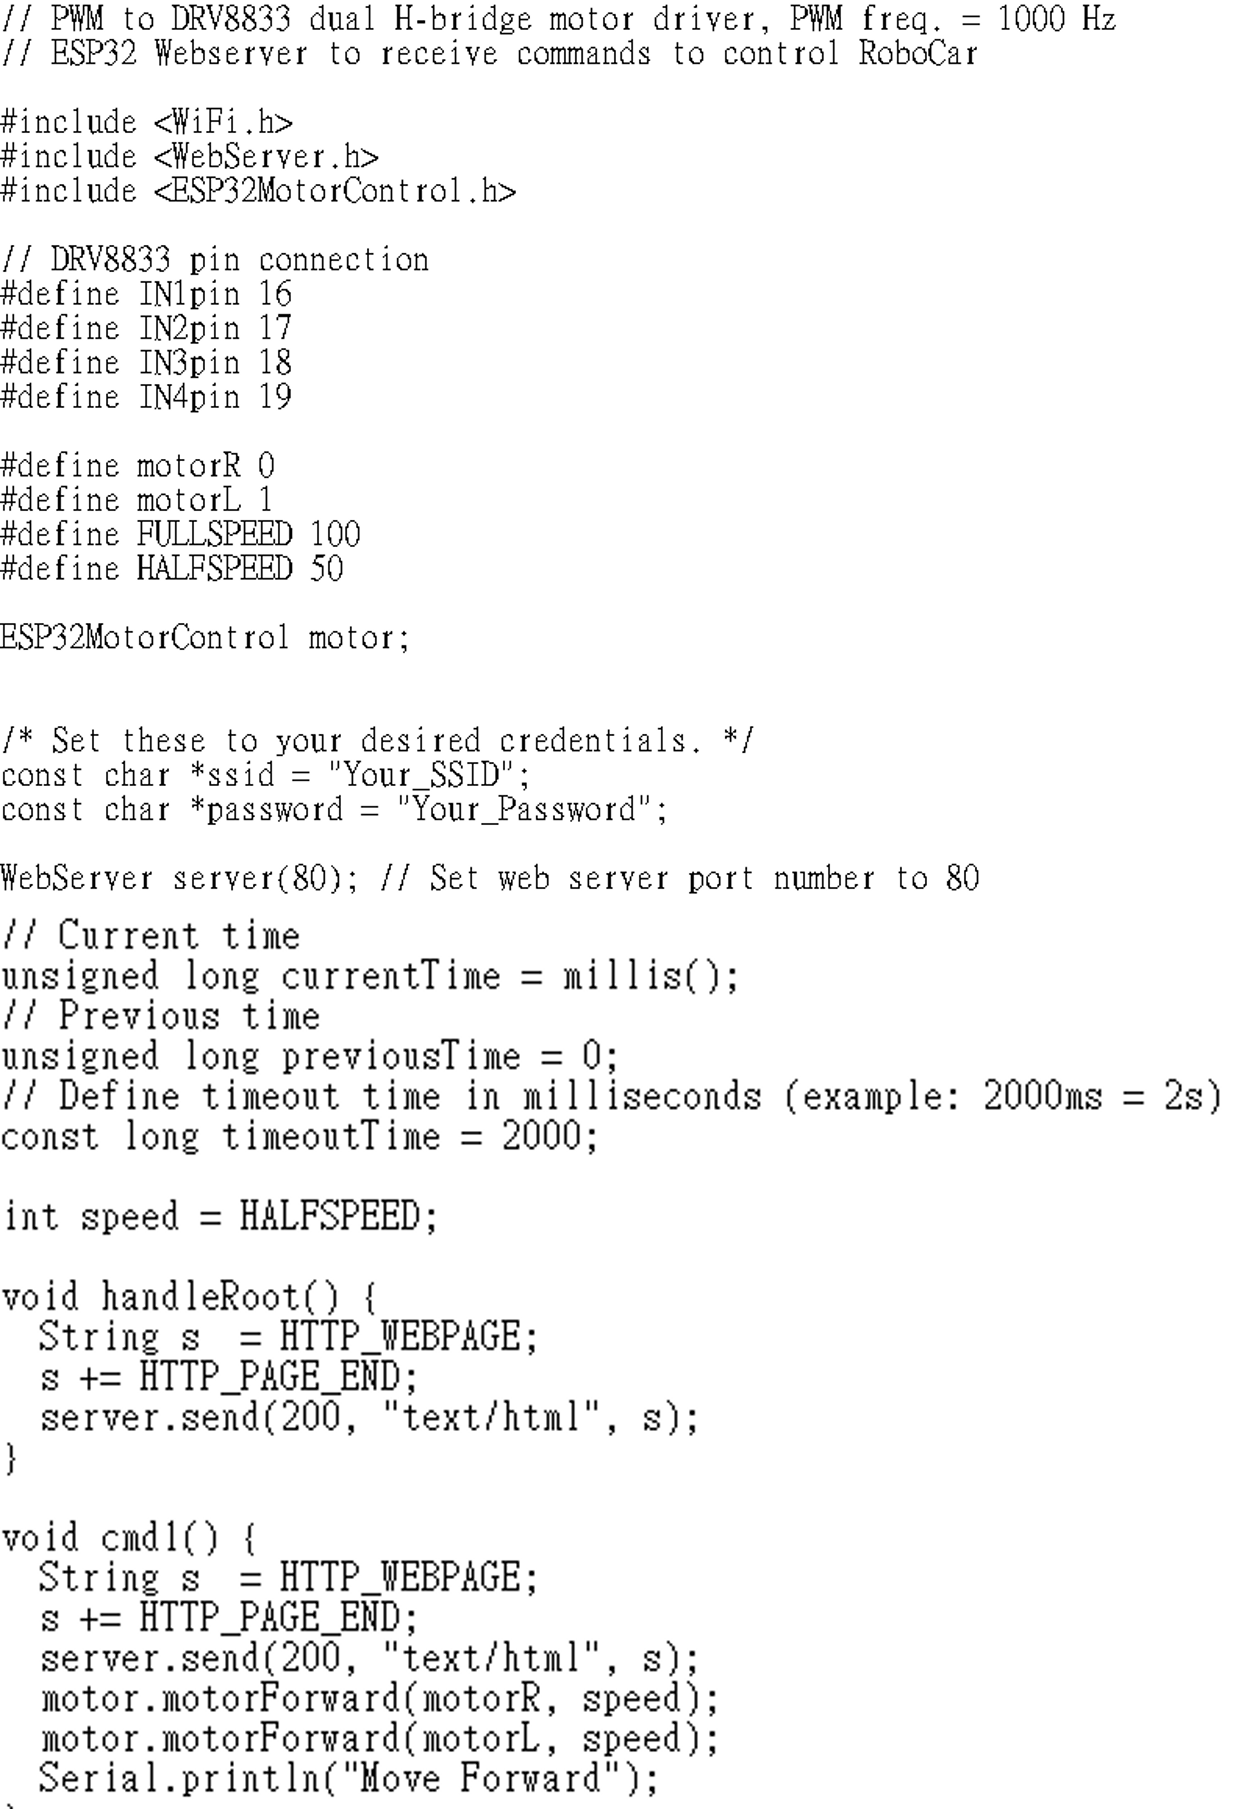 // PWM to DRV8833 dual H-bridge motor driver, PWM freq. = 1000 Hz
// ESP32 Webserver to receive commands to control RoboCar
#include <WiFi.h>
#include <WebServer.h>
#include <ESP32MotorControl.h>
// DRV8833 pin connection
#define IN1pin 16
#define IN2pin 17
#define IN3pin 18
#define IN4pin 19
#define motorR 0
#define motorL 1
#define FULLSPEED 100
#define HALFSPEED 50
ESP32MotorControl motor;
/* Set these to your desired credentials. */
const char *ssid = "Your_SSID";
const char *password = "Your_Password";
WebServer server(80); // Set web server port number to 80
// Current time
unsigned long currentTime = millis();
// Previous time
unsigned long previousTime = 0;
// Define timeout time in milliseconds (example: 2000ms = 2s)
const long timeoutTime = 2000;
int speed = HALFSPEED;
void handleRoot() {
  String s  = HTTP_WEBPAGE;
  s += HTTP_PAGE_END;
  server.send(200, "text/html", s);
}
void cmd1() {
  String s  = HTTP_WEBPAGE;
  s += HTTP_PAGE_END;
  server.send(200, "text/html", s);
  motor.motorForward(motorR, speed);
  motor.motorForward(motorL, speed);
  Serial.println("Move Forward");